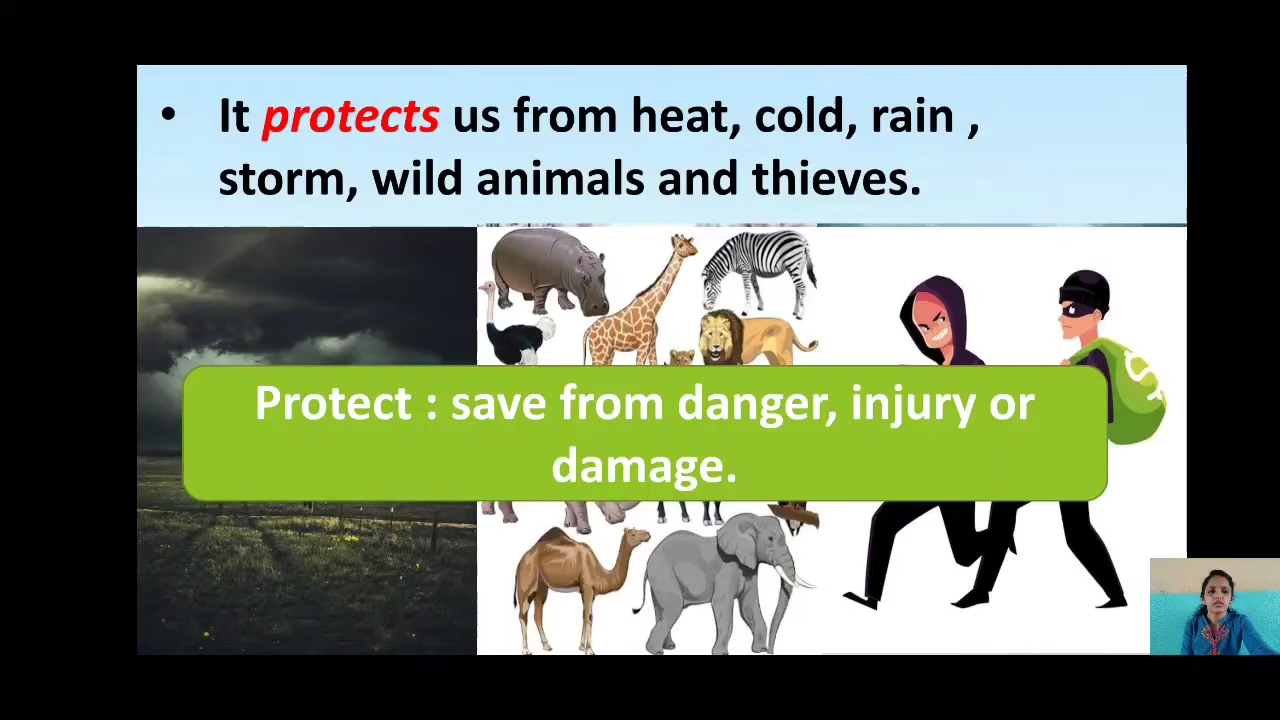 • It protects us from heat, cold, rain ,
storm, wild animals and thieves.
Protect : save from danger, injury or
damage.